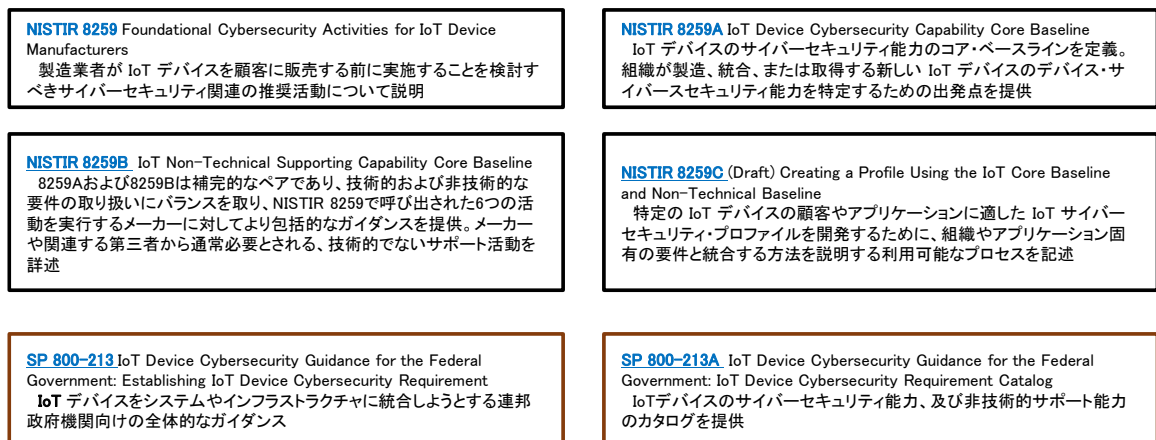 NISTIR 8259 Foundational Cybersecurity Activities for IoT Device
Manufacturers
製造業者が IoT デバイスを顧客に販売する前に実施することを検討す
べきサイバーセキュリティ関連の推奨活動について説明
NISTIR 8259A IoT Device Cybersecurity Capability Core Baseline
IoT デバイスのサイバーセキュリティ能力のコア・ベースラインを定義。
組織が製造、統合、または取得する新しい IoT デバイスのデバイス・サ
イバースセキュリティ能力を特定するための出発点を提供
NISTIR 8259B IoT Non-Technical Supporting Capability Core Baseline
8259Aおよび8259Bは補完的なペアであり、技術的および非技術的な
要件の取り扱いにバランスを取り、NISTIR 8259で呼び出された6つの活
動を実行するメーカーに対してより包括的なガイダンスを提供。メーカー
や関連する第三者から通常必要とされる、技術的でないサポート活動を
詳述
NISTIR 8259C (Draft) Creating a Profile Using the IoT Core Baseline
and Non-Technical Baseline
特定の IoT デバイスの顧客やアプリケーションに適した IoT サイバー
セキュリティ・プロファイルを開発するために、組織やアプリケーション固
有の要件と統合する方法を説明する利用可能なプロセスを記述
SP 800-213 IoT Device Cybersecurity Guidance for the Federal
Government: Establishing IoT Device Cybersecurity Requirement
IoT デバイスをシステムやインフラストラクチャに統合しようとする連邦
政府機関向けの全体的なガイダンス
SP 800-213A IoT Device Cybersecurity Guidance for the Federal
Government: IoT Device Cybersecurity Requirement Catalog
IoTデバイスのサイバーセキュリティ能力、及び非技術的サポート能力
のカタログを提供